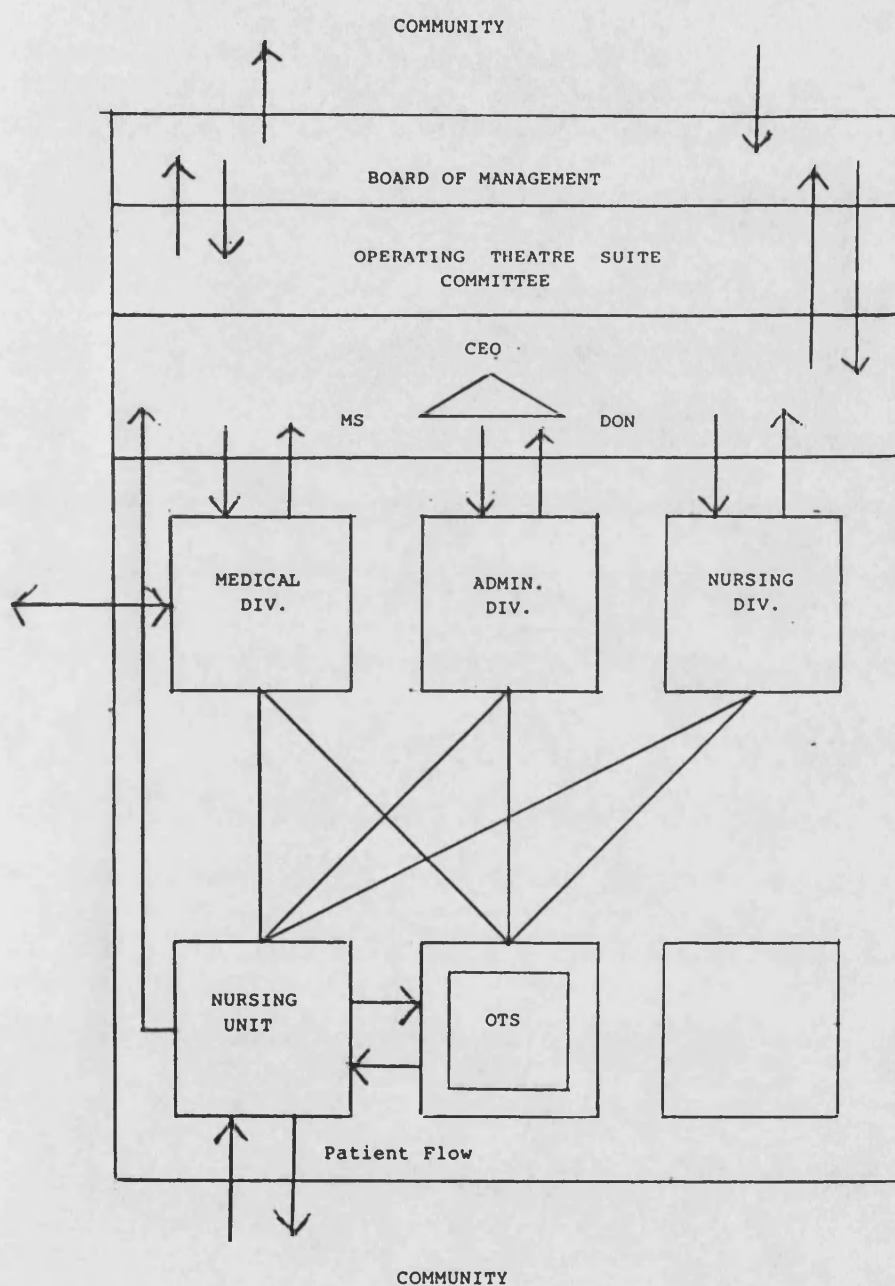 COMMUNITY
BOARD OF MANAGEMENT
OPERATING THEATRE SUITE
COMMITTEE
CEO
MS
DON
MEDICAL
DIV.
ADMIN.
DIV.
NURSING
DIV.
NURSING
UNIT
OTS
Patient Flow
COMMUNITY